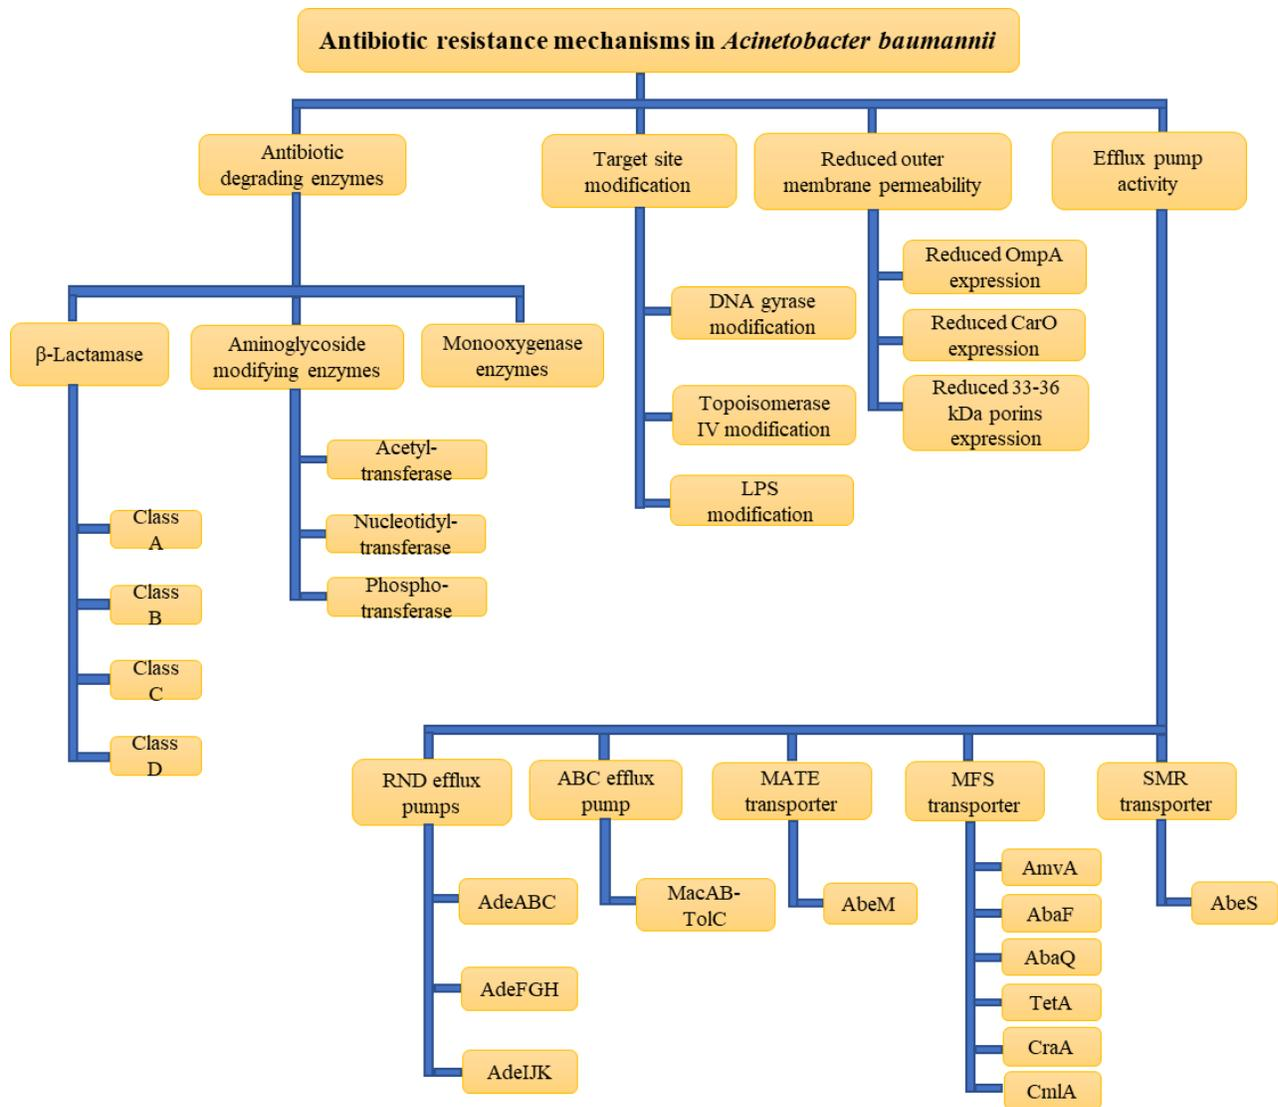 Antibiotic resistance mechanisms in Acinetobacter baumannii
Antibiotic
degrading enzymes
Target site
modification
Reduced outer
membrane permeability
Efflux pump
activity
β-Lactamase
Aminoglycoside
modifying enzymes
Monooxygenase
enzymes
Class
A
Class
B
Class
C
Class
D
Acetyl-
transferase
Nucleotidyl-
transferase
Phospho-
transferase
DNA gyrase
modification
Topoisomerase
IV modification
LPS
modification
Reduced OmpA
expression
Reduced CarO
expression
Reduced 33-36
kDa porins
expression
RND efflux
pumps
ABC efflux
pump
MATE
transporter
MFS
transporter
SMR
transporter
AdeABC
AdeFGH
AdeIJK
MacAB-
TolC
AbeM
AmvA
AbaF
AbaQ
TetA
CraA
CmlA
AbeS